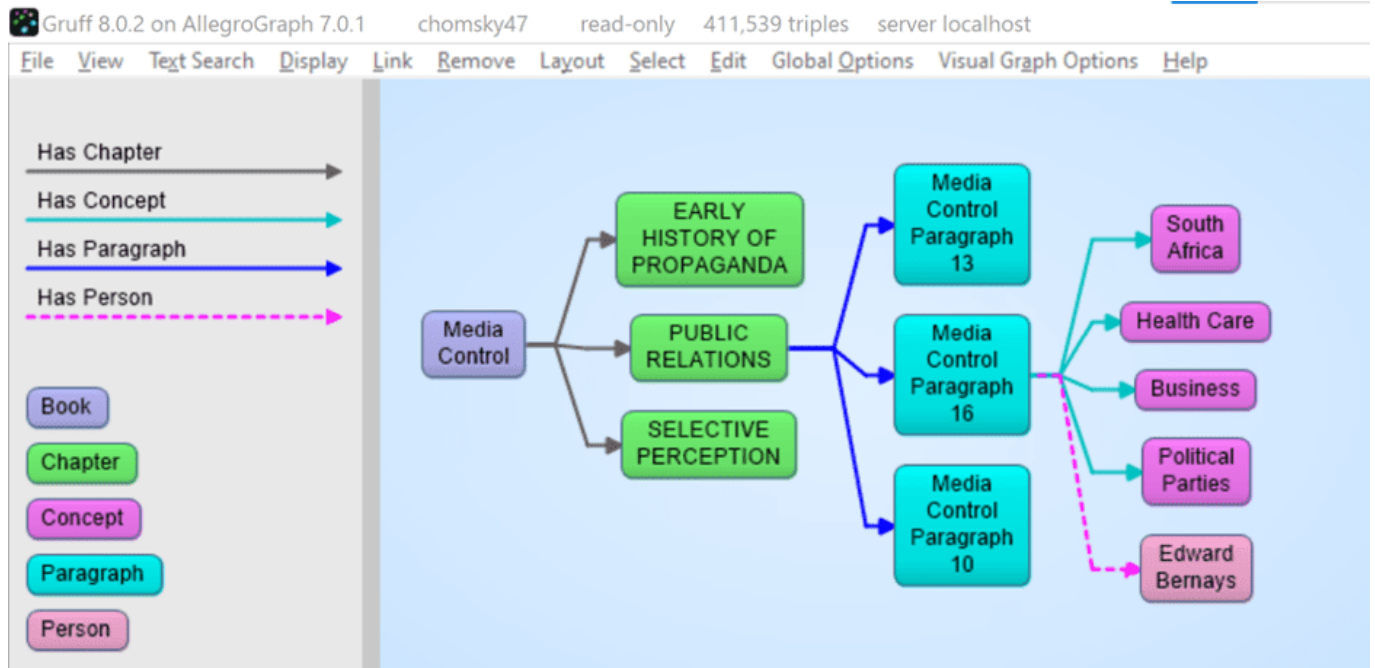 Gruff 8.0.2 on AllegroGraph 7.0.1 chomsky47 read-only 411,539 triples server localhost
File View Text Search Display Link Remove Layout Select Edit Global Options Visual Graph Options Help
Has Chapter
Has Concept
Has Paragraph
Has Person
Book
Chapter
Concept
Paragraph
Person
Media
Control
EARLY
HISTORY OF
PROPAGANDA
PUBLIC
RELATIONS
SELECTIVE
PERCEPTION
Media
Control
Paragraph
13
Media
Control
Paragraph
16
Media
Control
Paragraph
10
South
Africa
Health Care
Business
Political
Parties
Edward
Bernays